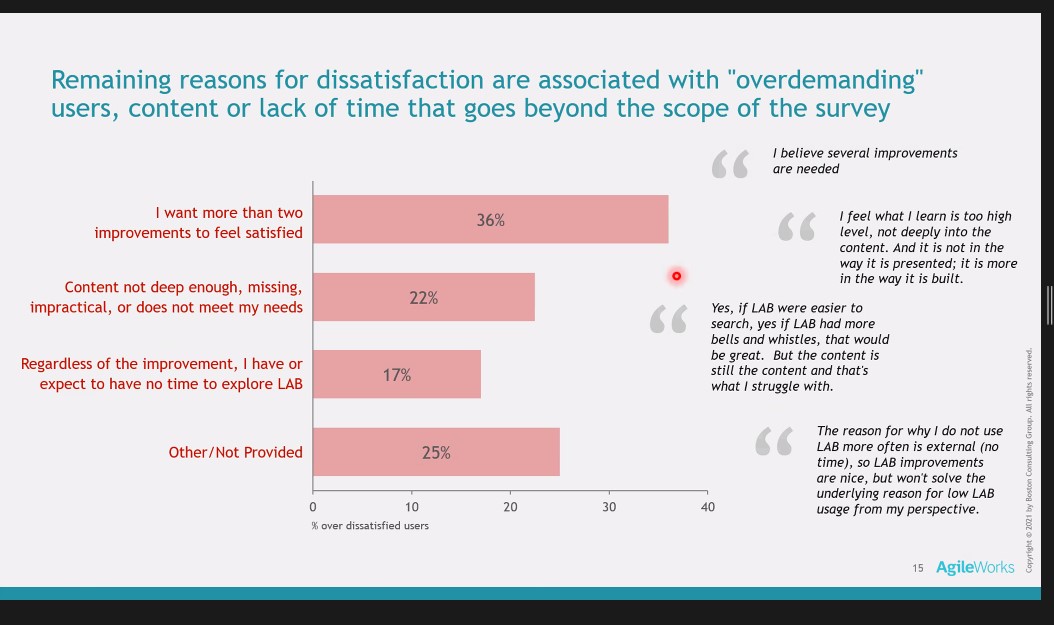 Remaining reasons for dissatisfaction are associated with "overdemanding"
users, content or lack of time that goes beyond the scope of the survey
I want more than two
improvements to feel satisfied
36%
Content not deep enough, missing,
impractical, or does not meet my needs
22%
Regardless of the improvement, I have or
expect to have no time to explore LAB
17%
Other/Not Provided
25%
0 10 20 30 40
% over dissatisfied users
“
I believe several improvements
are needed
“
I feel what I learn is too high
level, not deeply into the
content. And it is not in the
way it is presented; it is more
in the way it is built.
“
Yes, if LAB were easier to
search, yes if LAB had more
bells and whistles, that would
be great.  But the content is
still the content and that's
what I struggle with.
“
The reason for why I do not use
LAB more often is external (no
time), so LAB improvements
are nice, but won't solve the
underlying reason for low LAB
usage from my perspective.
15 AgileWorks
Copyright © 2021 by Boston Consulting Group. All rights reserved.